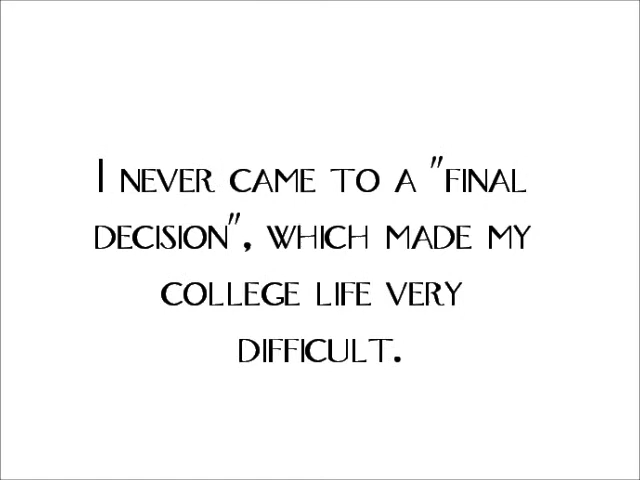 I never came to a "final
decision", which made my
college life very
difficult.